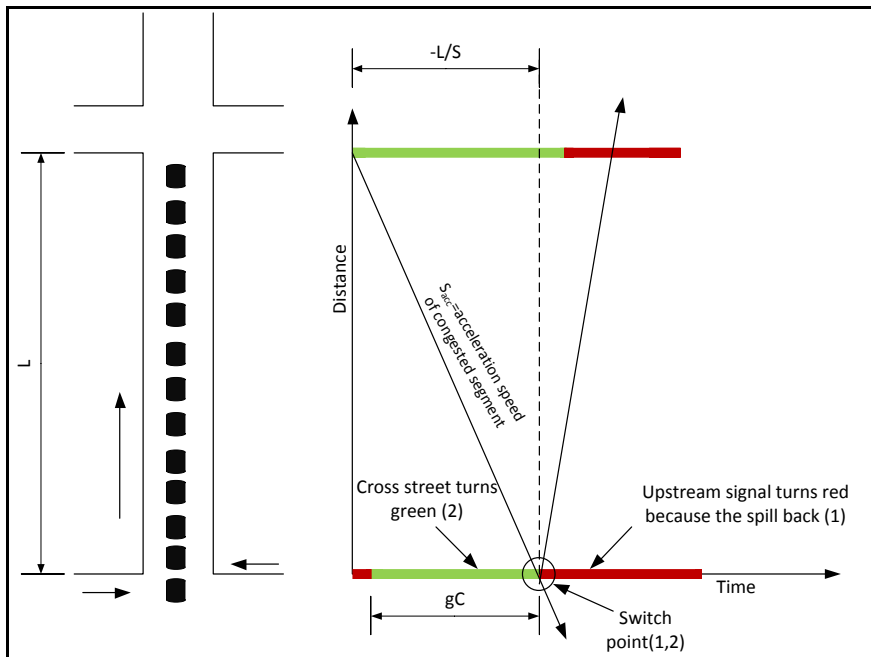 -L/S
Distance
L
S acc=acceleration speed
of congested segment
Cross street turns
green (2)
Upstream signal turns red
because the spill back (1)
Time
gC
Switch
point(1,2)